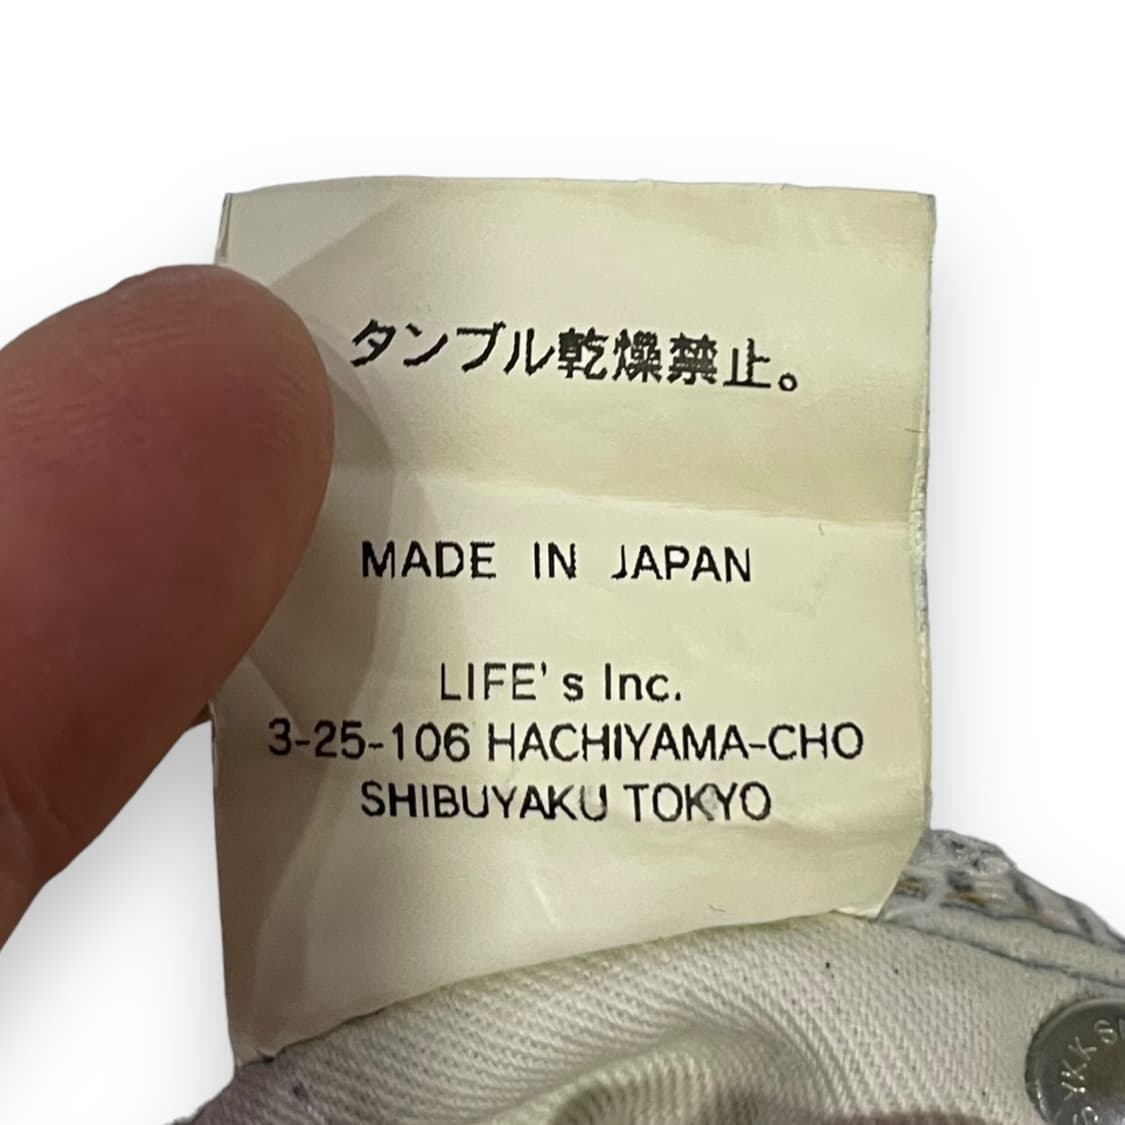 タンブル乾燥禁止。
MADE IN JAPAN
LIFE's Inc.
3-25-106 HACHIYAMA-CHO
SHIBUYAKU TOKYO
YKK